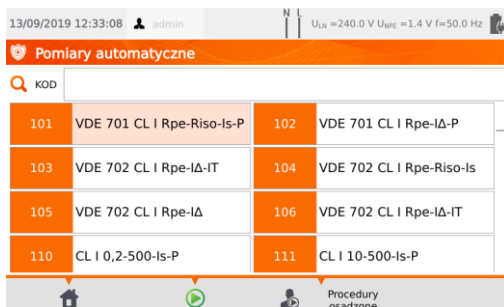 13/09/2019 12:33:08 admin N L U_LN =240.0 V U_NPE =1.4 V f=50.0 Hz
Pomiary automatyczne
KOD
101 VDE 701 CL I Rpe-Riso-Is-P 102 VDE 701 CL I Rpe-IΔ-P
103 VDE 702 CL I Rpe-IΔ-IT 104 VDE 702 CL I Rpe-Riso-Is
105 VDE 702 CL I Rpe-IΔ 106 VDE 702 CL I Rpe-IΔ-IT
110 CL I 0,2-500-Is-P 111 CL I 10-500-Is-P
Procedury
osadzone